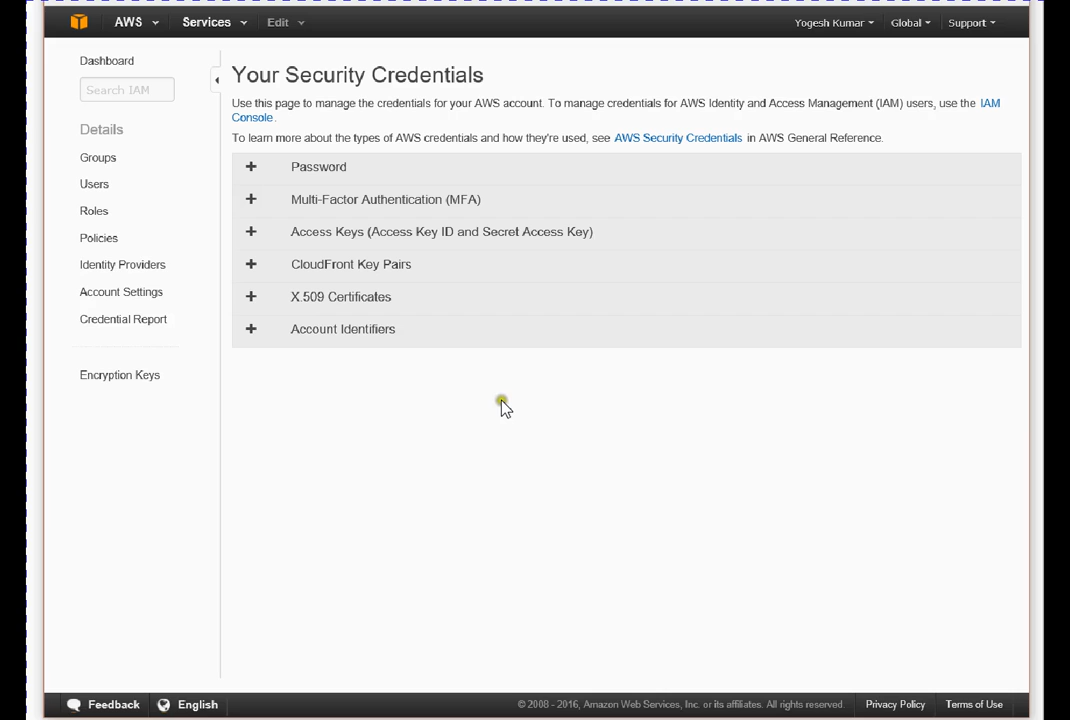 AWS Services Edit Yogesh Kumar Global Support
Dashboard
Search IAM
Details
Groups
Users
Roles
Policies
Identity Providers
Account Settings
Credential Report
Encryption Keys
Your Security Credentials
Use this page to manage the credentials for your AWS account. To manage credentials for AWS Identity and Access Management (IAM) users, use the IAM
Console.
To learn more about the types of AWS credentials and how they're used, see AWS Security Credentials in AWS General Reference.
Password
Multi-Factor Authentication (MFA)
Access Keys (Access Key ID and Secret Access Key)
CloudFront Key Pairs
X.509 Certificates
Account Identifiers
Feedback English © 2008 - 2016, Amazon Web Services, Inc. or its affiliates. All rights reserved. Privacy Policy Terms of Use